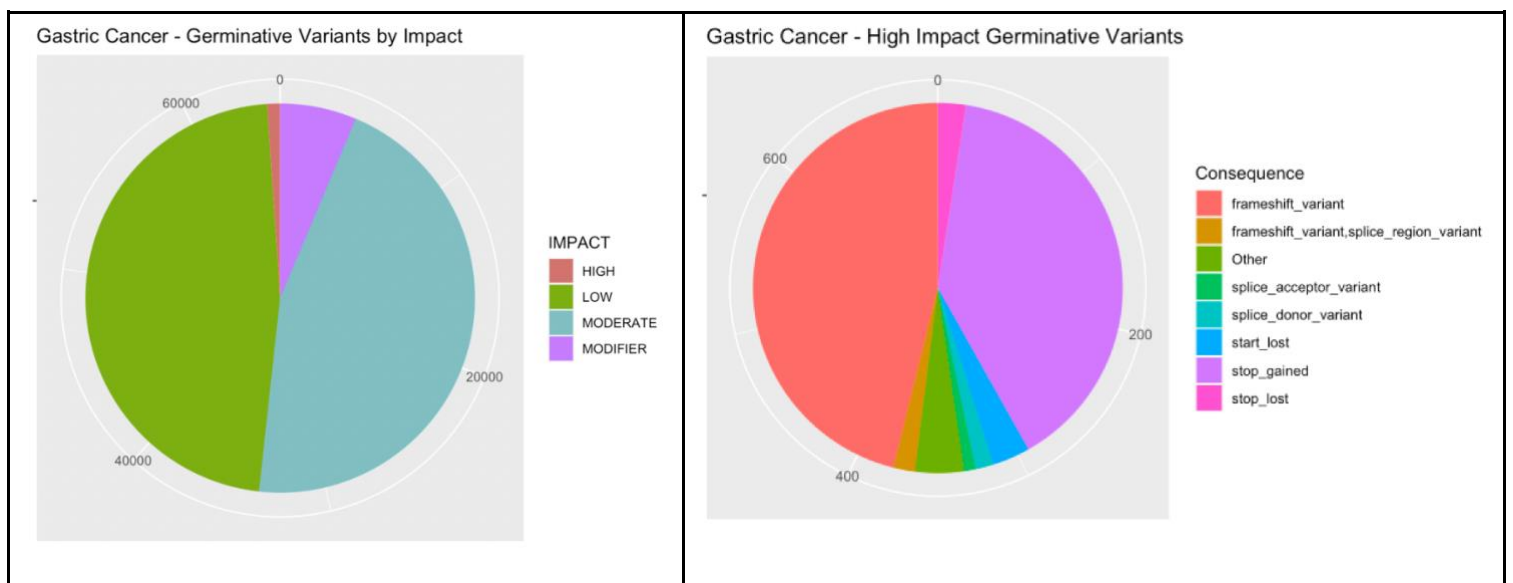 Gastric Cancer - Germinative Variants by Impact
0
60000
20000
40000
IMPACT
HIGH
LOW
MODERATE
MODIFIER
Gastric Cancer - High Impact Germinative Variants
0
600
200
400
Consequence
frameshift_variant
frameshift_variant,splice_region_variant
Other
splice_acceptor_variant
splice_donor_variant
start_lost
stop_gained
stop_lost